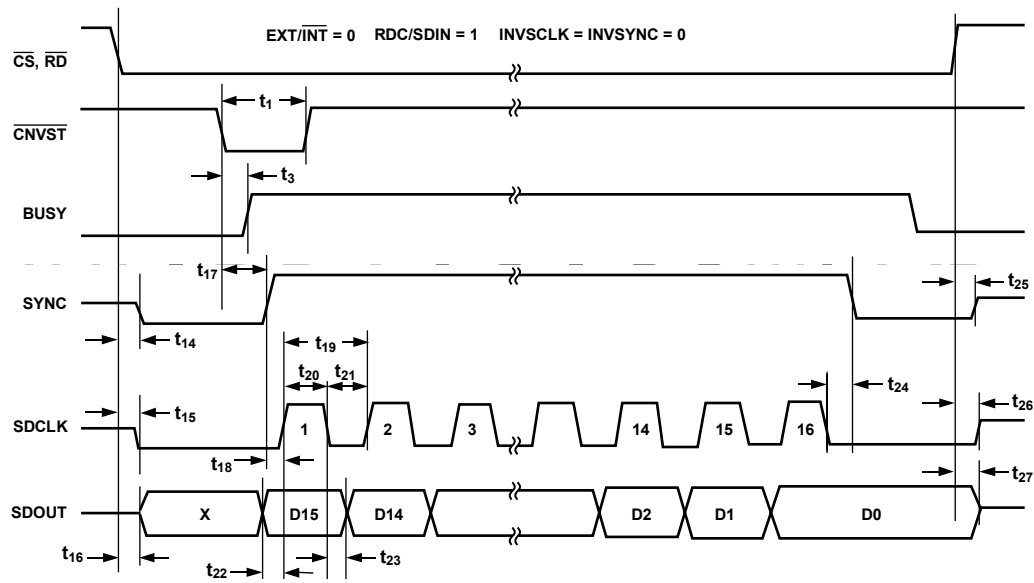 EXT/INT = 0 RDC/SDIN = 1 INVSCLK = INVSYNC = 0
CS, RD
t1
CNVST
t3
BUSY
t17
SYNC
t25
t14
t19
t20 t21
t24
t15
t26
SDCLK
1 2 3 14 15 16
t18
t27
SDOUT
X D15 D14 D2 D1 D0
t16
t22
t23